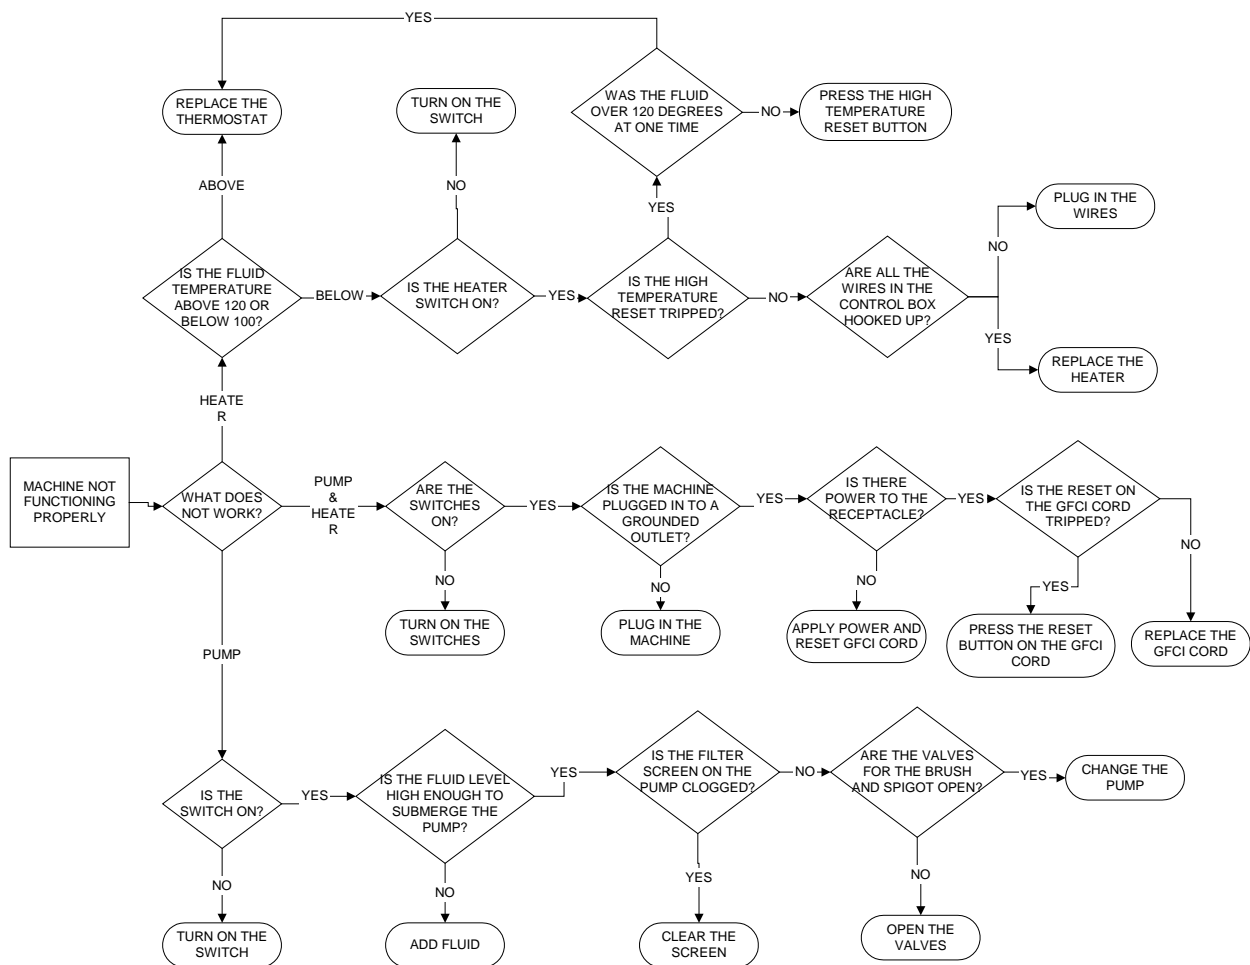 YES
REPLACE THE
THERMOSTAT
TURN ON THE
SWITCH
WAS THE FLUID
OVER 120 DEGREES
AT ONE TIME
NO
PRESS THE HIGH
TEMPERATURE
RESET BUTTON
ABOVE
NO
YES
PLUG IN THE
WIRES
NO
IS THE FLUID
TEMPERATURE
ABOVE 120 OR
BELOW 100?
BELOW
IS THE HEATER
SWITCH ON?
YES
IS THE HIGH
TEMPERATURE
RESET TRIPPED?
NO
ARE ALL THE
WIRES IN THE
CONTROL BOX
HOOKED UP?
YES
REPLACE THE
HEATER
HEATE
R
MACHINE NOT
FUNCTIONING
PROPERLY
WHAT DOES
NOT WORK?
PUMP
&
HEATE
R
ARE THE
SWITCHES
ON?
YES
IS THE MACHINE
PLUGGED IN TO A
GROUNDED
OUTLET?
YES
IS THERE
POWER TO THE
RECEPTACLE?
YES
IS THE RESET ON
THE GFCI CORD
TRIPPED?
NO
NO
NO
NO
YES
TURN ON THE
SWITCHES
PLUG IN THE
MACHINE
APPLY POWER AND
RESET GFCI CORD
PRESS THE RESET
BUTTON ON THE GFCI
CORD
REPLACE THE
GFCI CORD
PUMP
IS THE
SWITCH ON?
YES
IS THE FLUID LEVEL
HIGH ENOUGH TO
SUBMERGE THE
PUMP?
YES
IS THE FILTER
SCREEN ON THE
PUMP CLOGGED?
NO
ARE THE VALVES
FOR THE BRUSH
AND SPIGOT OPEN?
YES
CHANGE THE
PUMP
NO
NO
YES
NO
TURN ON THE
SWITCH
ADD FLUID
CLEAR THE
SCREEN
OPEN THE
VALVES